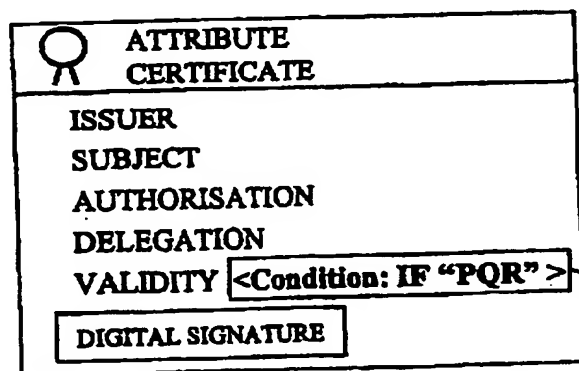 ATTRIBUTE
CERTIFICATE
ISSUER
SUBJECT
AUTHORISATION
DELEGATION
VALIDITY <Condition: IF “PQR” >
DIGITAL SIGNATURE